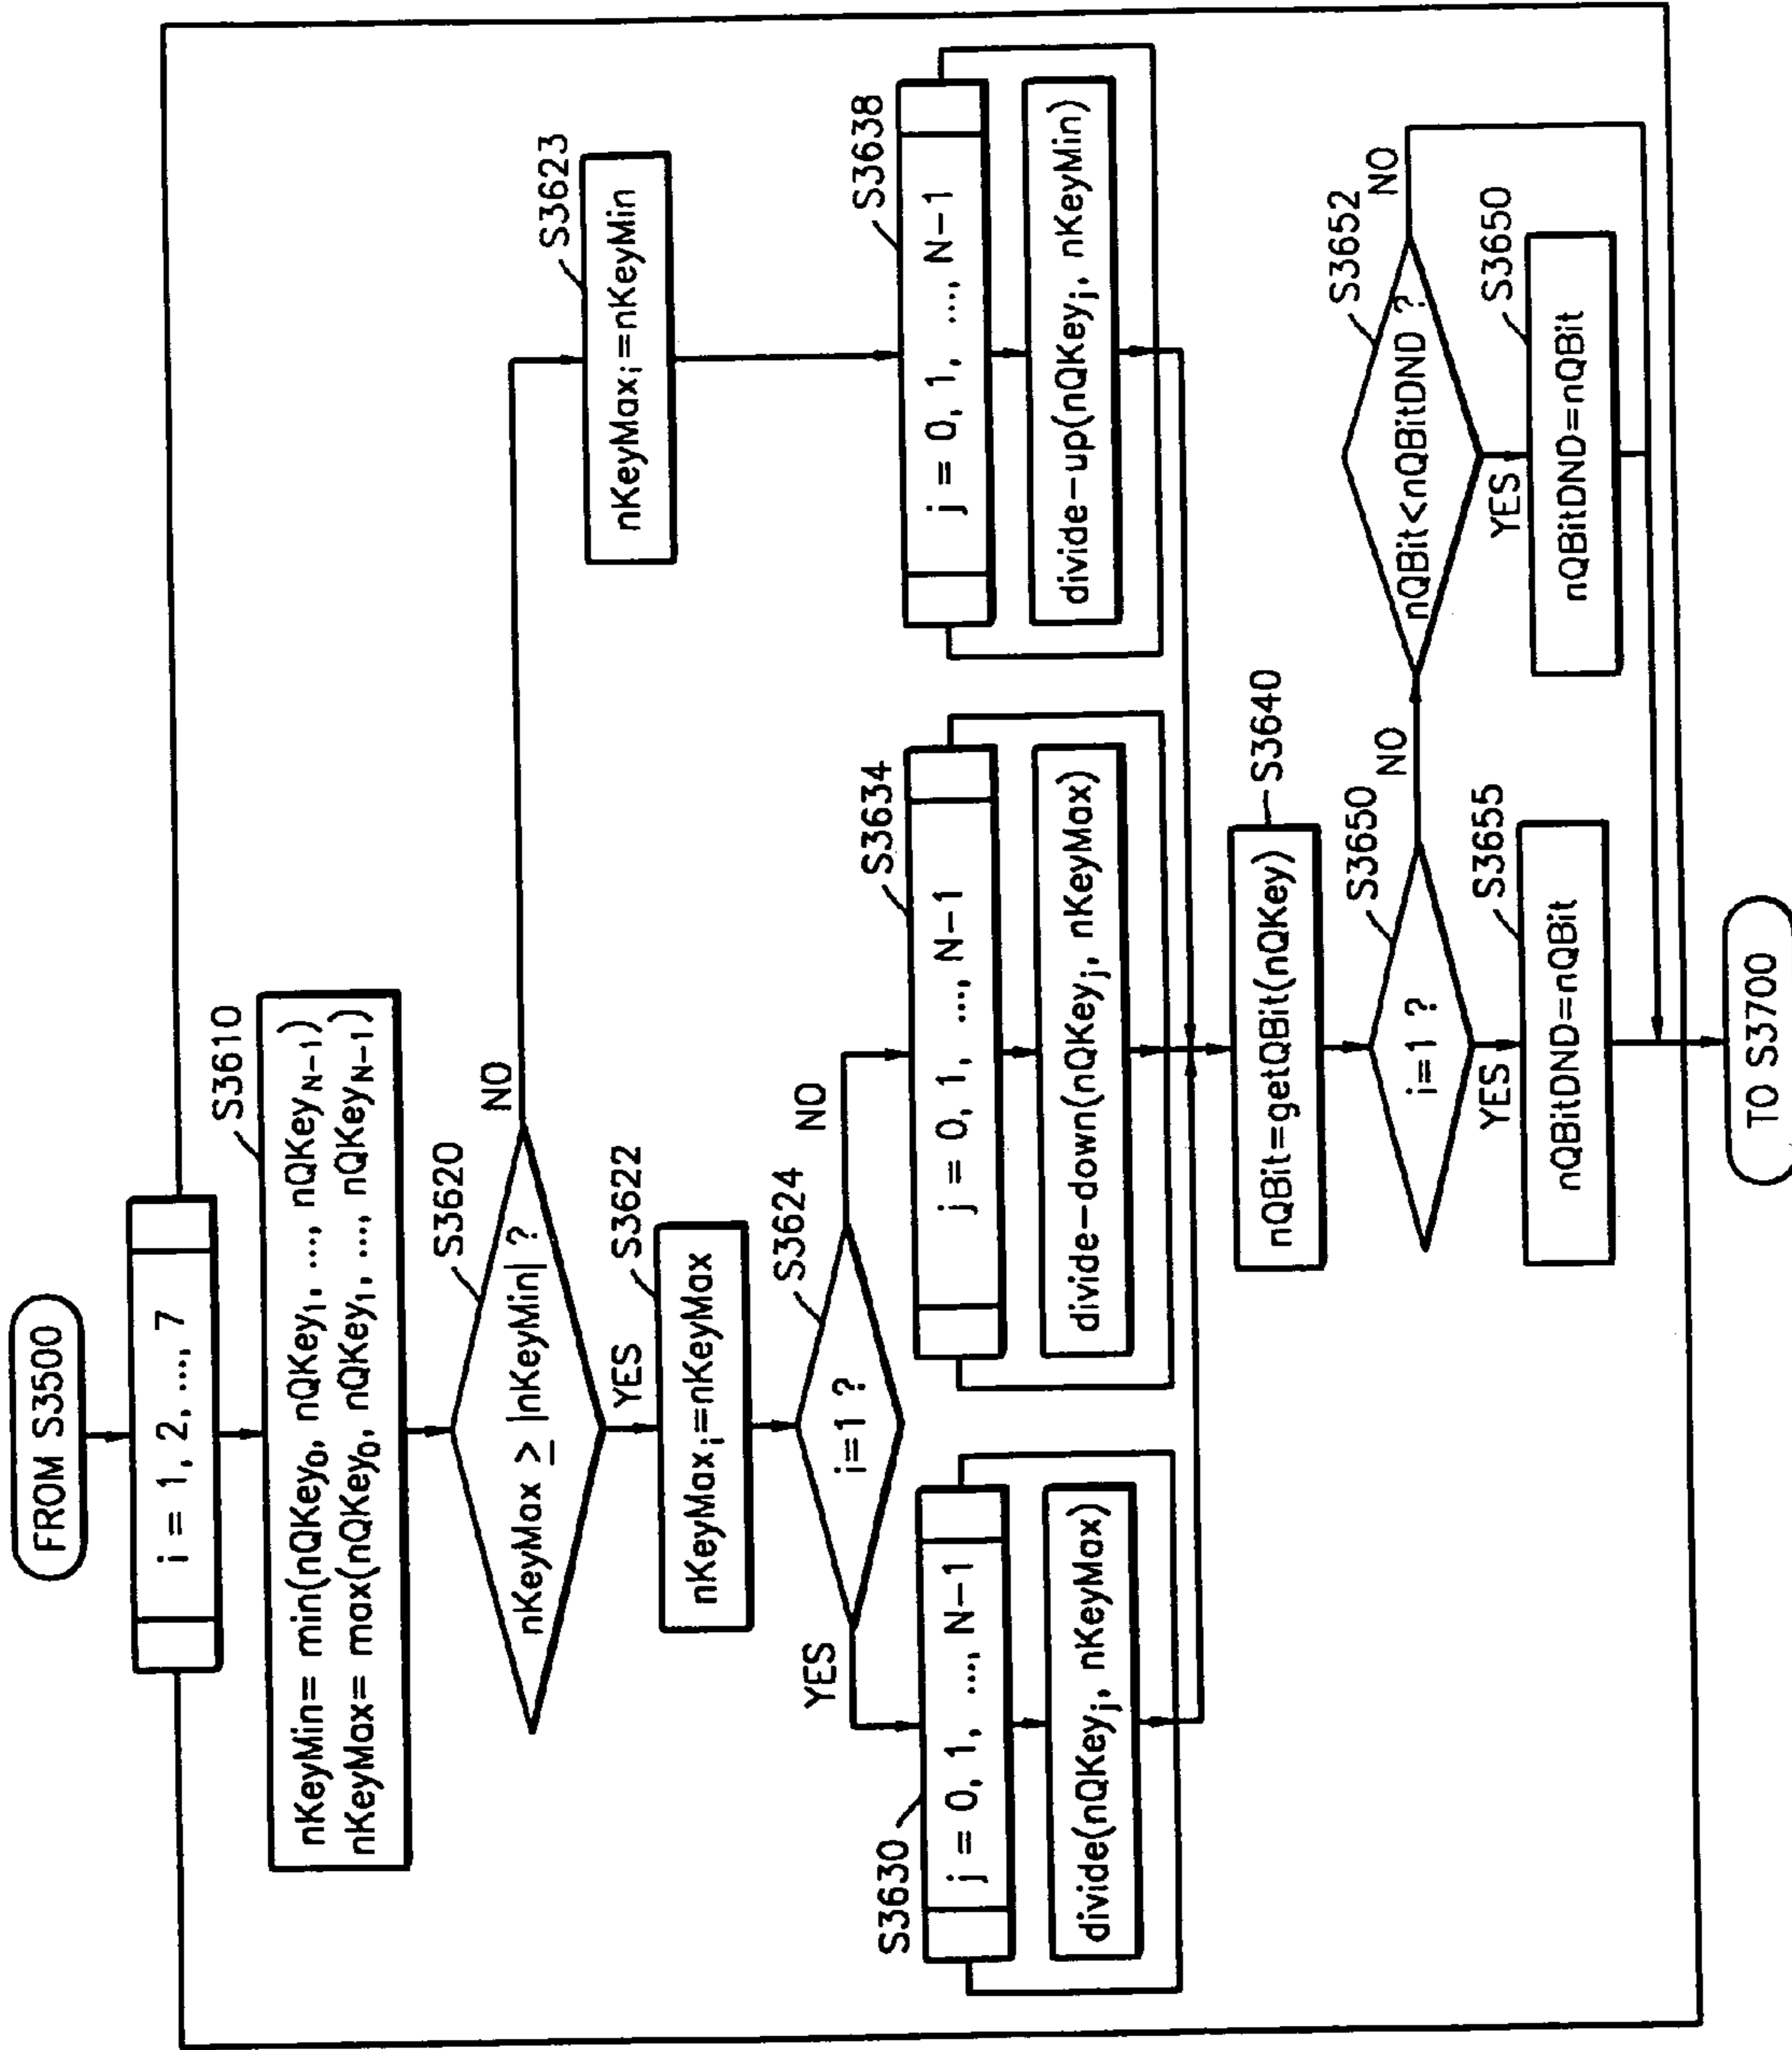 FROM S3500
i = 1, 2, ..., 7
S3610
nKeyMin= min(nQKey0, nQKey1, ..., nQKeyN-1)
nKeyMax= max(nQKey0, nQKey1, ..., nQKeyN-1)
S3620
nKeyMax ≥ |nKeyMin| ?
NO
YES
S3622
nKeyMaxi=nKeyMax
S3623
nKeyMaxi=nKeyMin
S3624
i=1 ?
YES
NO
S3630
j = 0, 1, ..., N-1
divide(nQKeyj, nKeyMax)
S3634
j = 0, 1, ..., N-1
divide-down(nQKeyj, nKeyMax)
S3638
j = 0, 1, ..., N-1
divide-up(nQKeyj, nKeyMin)
nQBit=getQBit(nQKey)
S3640
S3650
i=1 ?
NO
YES
S3652
nQBit<nQBitDND ?
NO
YES
S3655
nQBitDND=nQBit
S3650
nQBitDND=nQBit
TO S3700